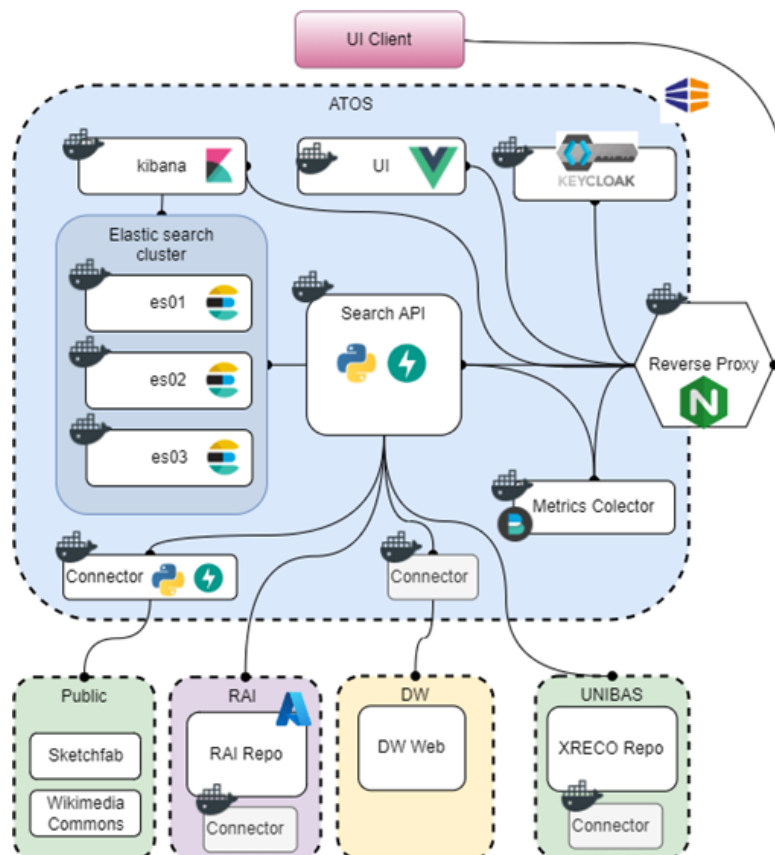 UI Client
ATOS
kibana
UI
KEYCLOAK
Elastic search
cluster
es01
es02
es03
Search API
Reverse Proxy
Metrics Colector
Connector
Connector
Public
Sketchfab
Wikimedia
Commons
RAI
RAI Repo
Connector
DW
DW Web
UNIBAS
XRECO Repo
Connector